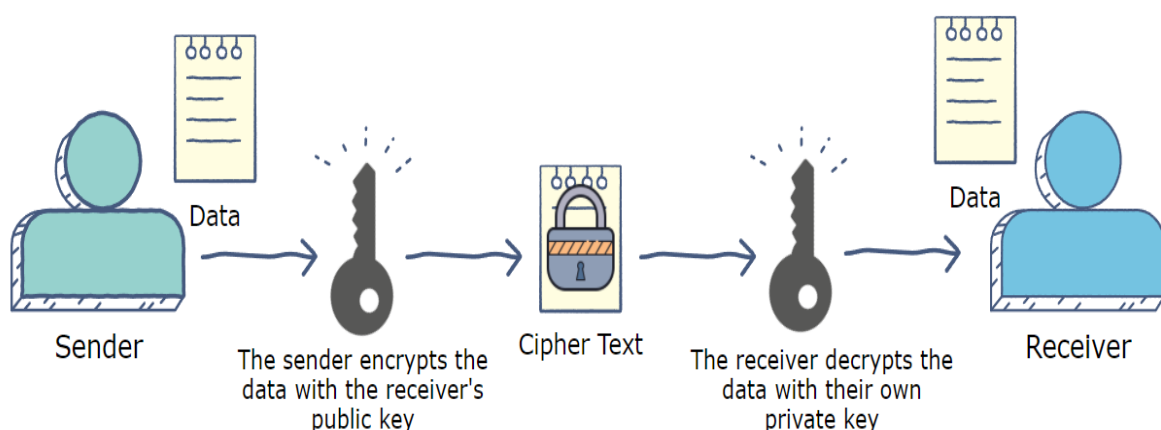 Data
Sender
The sender encrypts the
data with the receiver's
public key
Cipher Text
The receiver decrypts the
data with their own
private key
Data
Receiver